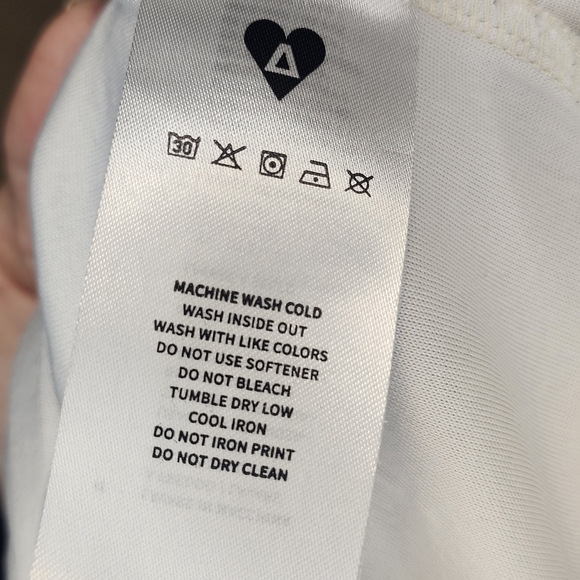 30
MACHINE WASH COLD
WASH INSIDE OUT
WASH WITH LIKE COLORS
DO NOT USE SOFTENER
DO NOT BLEACH
TUMBLE DRY LOW
COOL IRON
DO NOT IRON PRINT
DO NOT DRY CLEAN